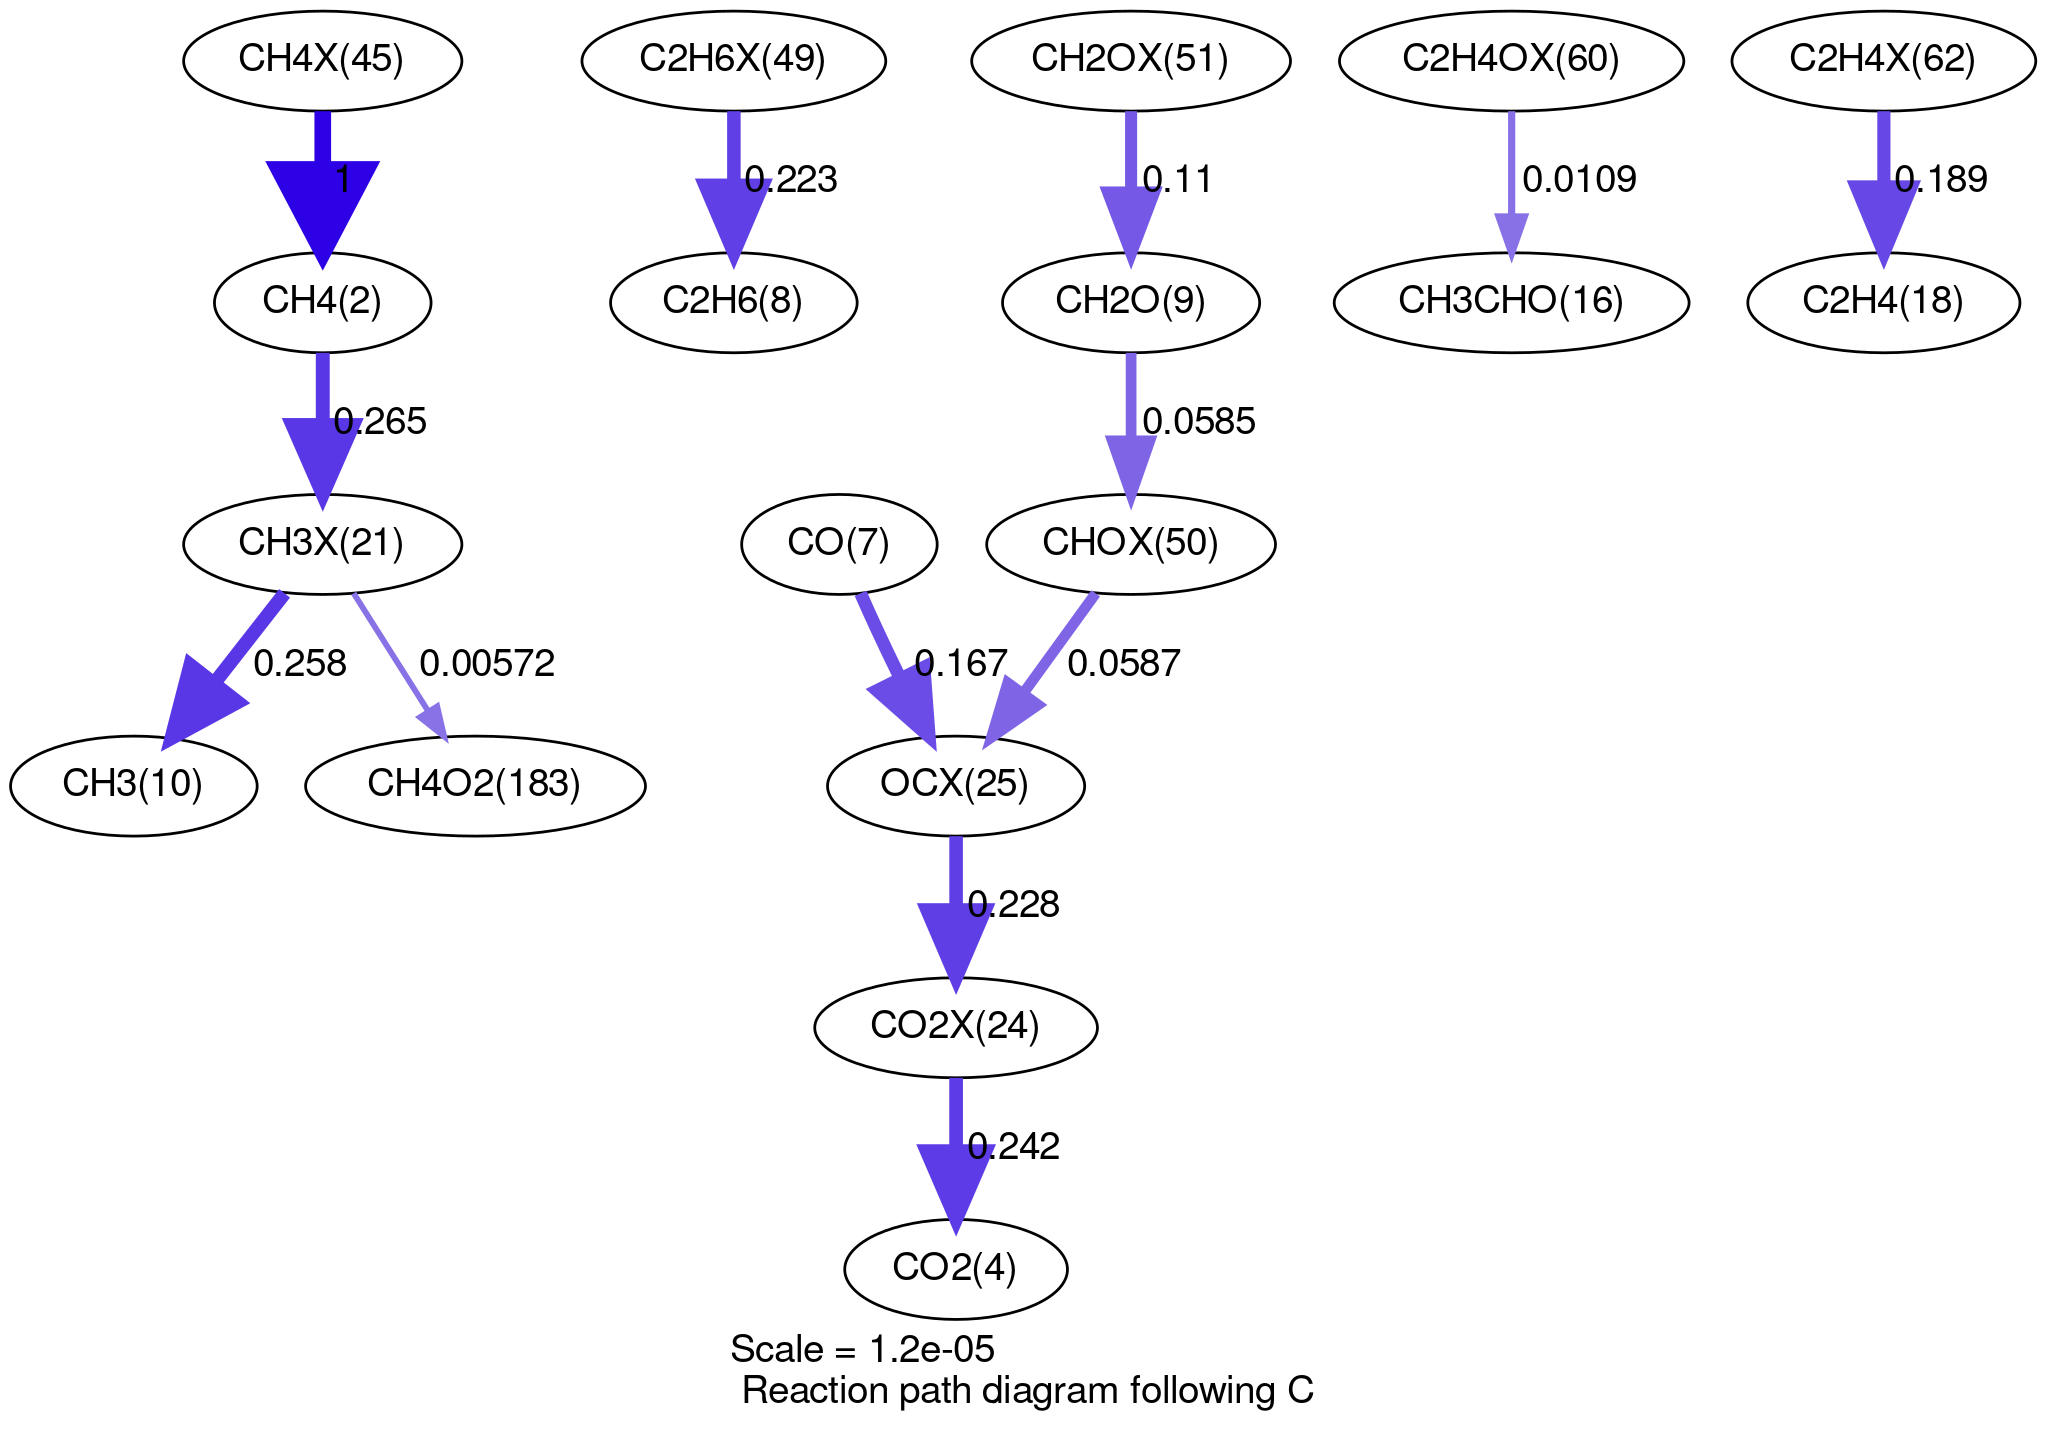 CH4X(45)
C2H6X(49)
CH2OX(51)
C2H4OX(60)
C2H4X(62)
1
0.223
0.11
0.0109
0.189
CH4(2)
C2H6(8)
CH2O(9)
CH3CHO(16)
C2H4(18)
0.265
0.0585
CH3X(21)
CO(7)
CHOX(50)
0.258
0.00572
0.167
0.0587
CH3(10)
CH4O2(183)
OCX(25)
0.228
CO2X(24)
0.242
CO2(4)
Scale = 1.2e-05
Reaction path diagram following C